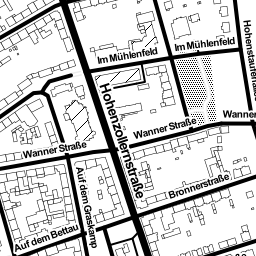 Im Mühlenfeld
Im Mühlenfeld
Hohenstaufenstraße
Hohenzollernstraße
Wanner
Wanner Straße
Wanner Straße
Bronnerstraße
Auf dem Graskamp
Auf dem Bettau